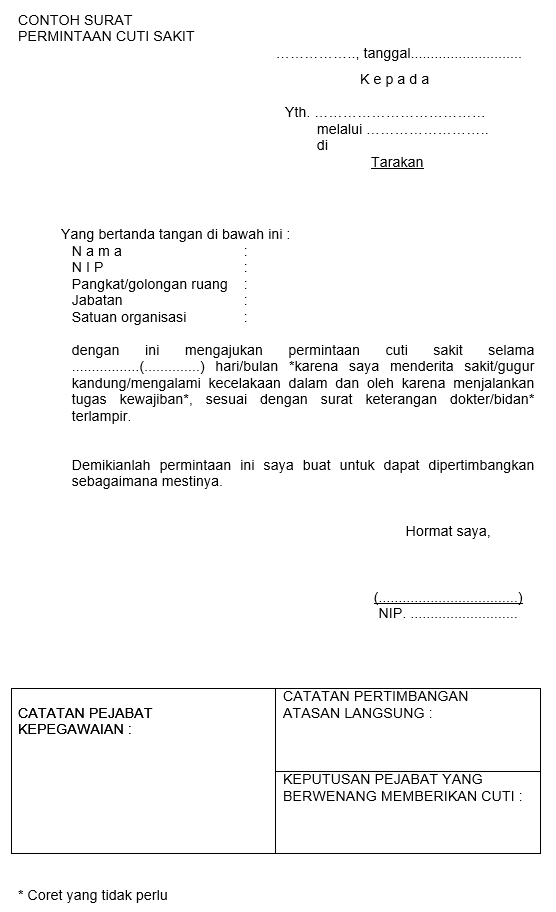 CONTOH SURAT
PERMINTAAN CUTI SAKIT
…………….., tanggal............................
K e p a d a
Yth. …………………………….
melalui ……………………..
di
Tarakan
Yang bertanda tangan di bawah ini :
N a m a :
N I P :
Pangkat/golongan ruang :
Jabatan :
Satuan organisasi :
dengan ini mengajukan permintaan cuti sakit selama
.................(..............) hari/bulan *karena saya menderita sakit/gugur
kandung/mengalami kecelakaan dalam dan oleh karena menjalankan
tugas kewajiban*, sesuai dengan surat keterangan dokter/bidan*
terlampir.
Demikianlah permintaan ini saya buat untuk dapat dipertimbangkan
sebagaimana mestinya.
Hormat saya,
(...................................)
NIP. ...........................
CATATAN PEJABAT
KEPEGAWAIAN :
CATATAN PERTIMBANGAN
ATASAN LANGSUNG :
KEPUTUSAN PEJABAT YANG
BERWENANG MEMBERIKAN CUTI :
* Coret yang tidak perlu